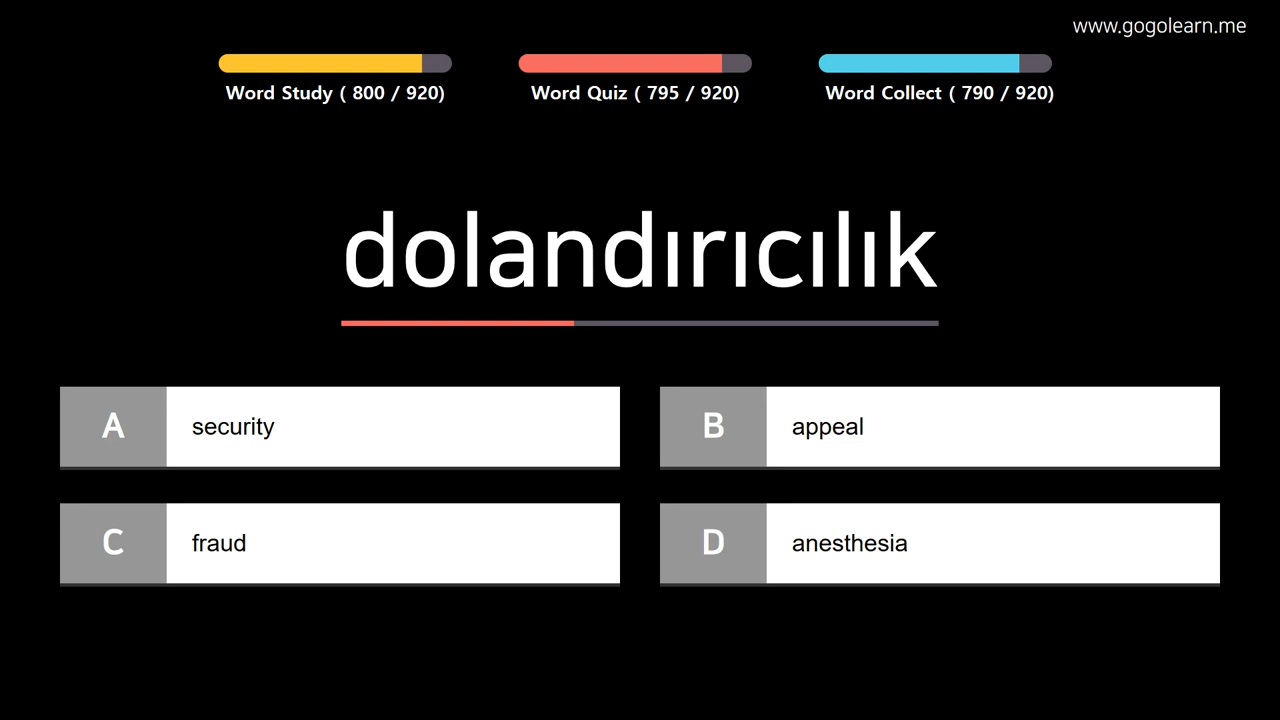 www.gogolearn.me
Word Study ( 800 / 920)
Word Quiz ( 795 / 920)
Word Collect ( 790 / 920)
dolandırıcılık
A security
B appeal
C fraud
D anesthesia